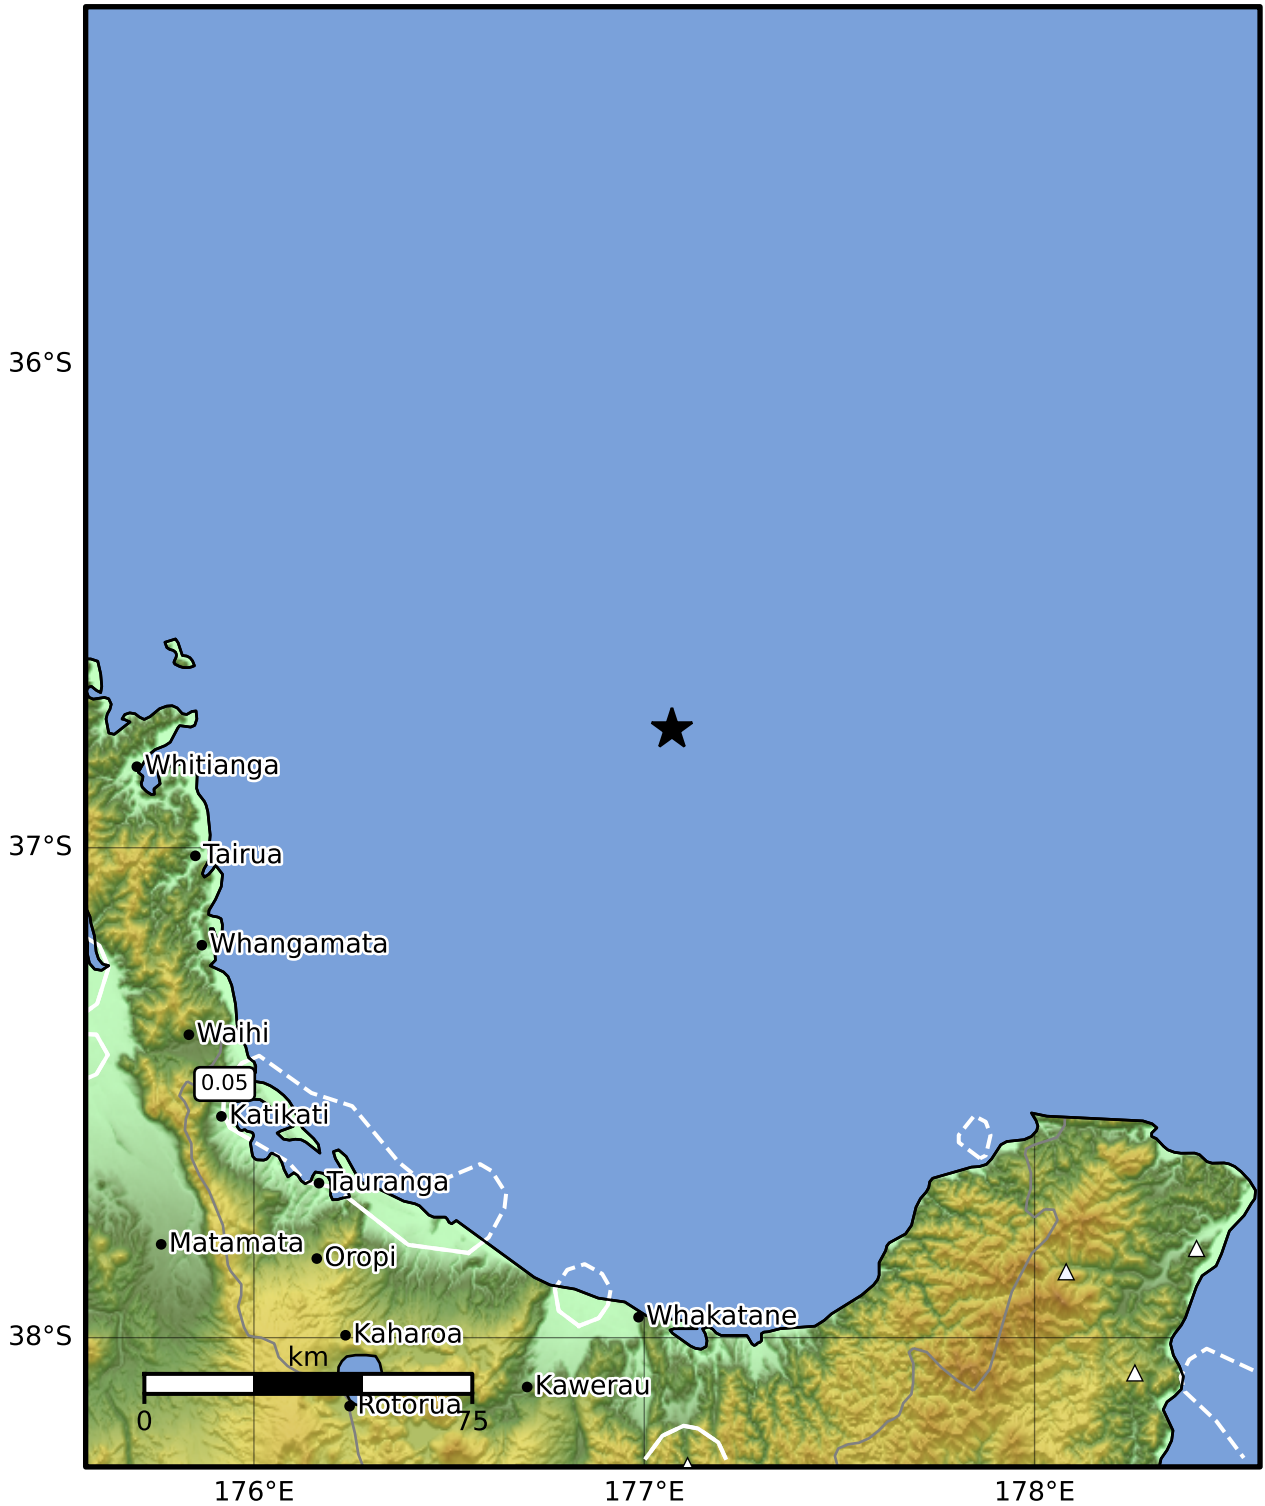 36°S
Whitianga
37°S
Tairua
Whangamata
Waihi
0.05
Katikati
Tauranga
Matamata
Oropi
Whakatane
38°S
Kaharoa
km
Kawerau
Rotorua
0
75
176°E
177°E
178°E